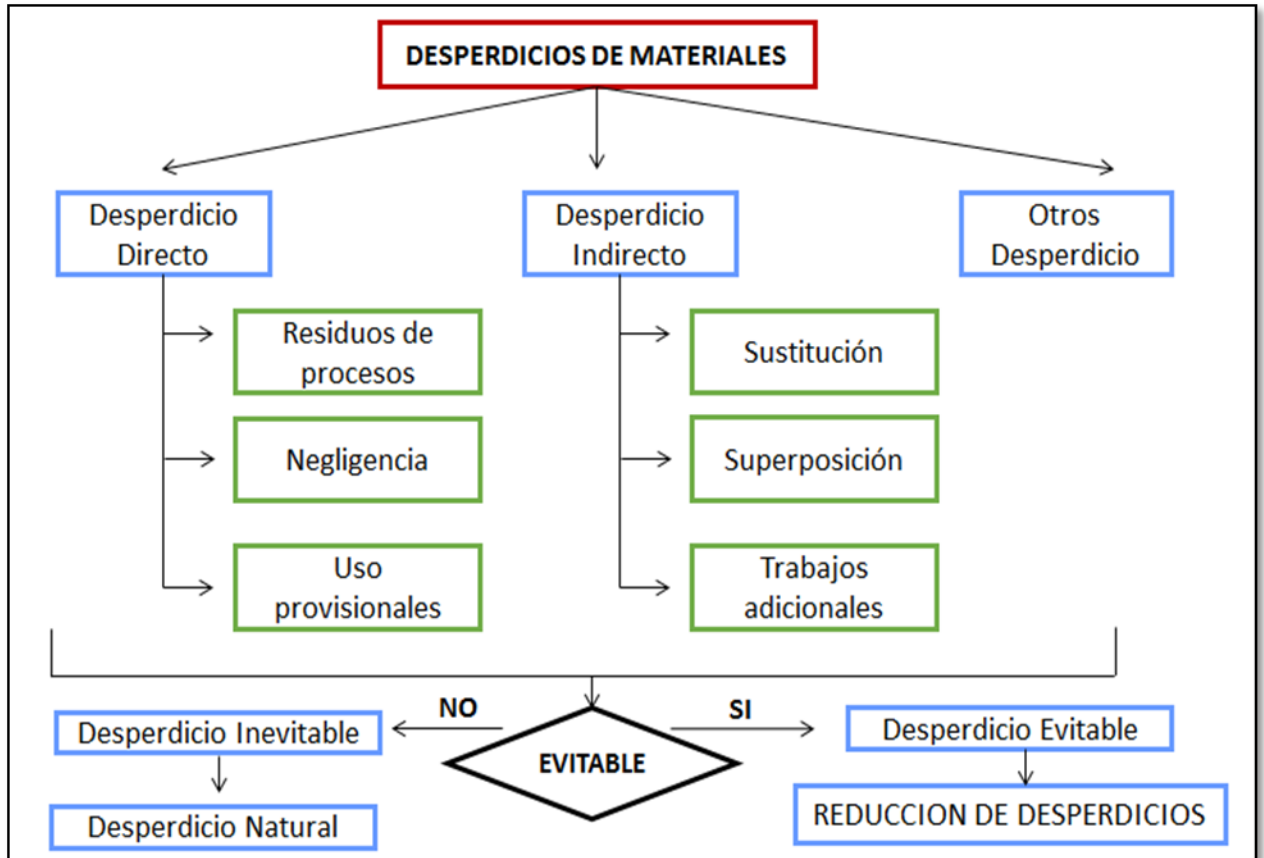 DESPERDICIOS DE MATERIALES
Desperdicio
Directo
Desperdicio
Indirecto
Otros
Desperdicio
Residuos de
procesos
Sustitución
Negligencia
Superposición
Uso
provisionales
Trabajos
adicionales
NO
SI
Desperdicio Inevitable
EVITABLE
Desperdicio Evitable
Desperdicio Natural
REDUCCION DE DESPERDICIOS